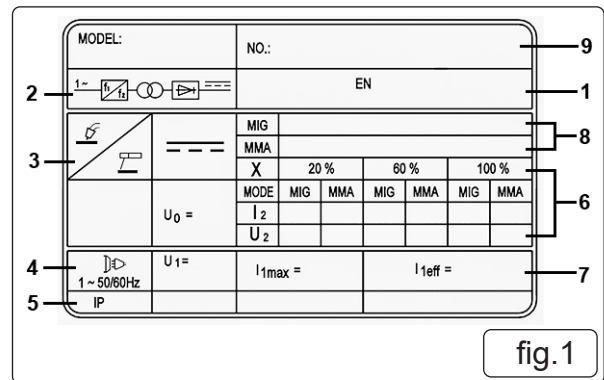 MODEL:
NO.:
9
2
1~ f₁ f₂
EN
1
3
MIG
8
MMA
X 20 % 60 % 100 %
6
MODE MIG MMA MIG MMA MIG MMA
U₀ =
I₂
U₂
4
1 ~ 50/60Hz
U₁=
I₁max =
I₁eff =
7
5
IP
fig.1